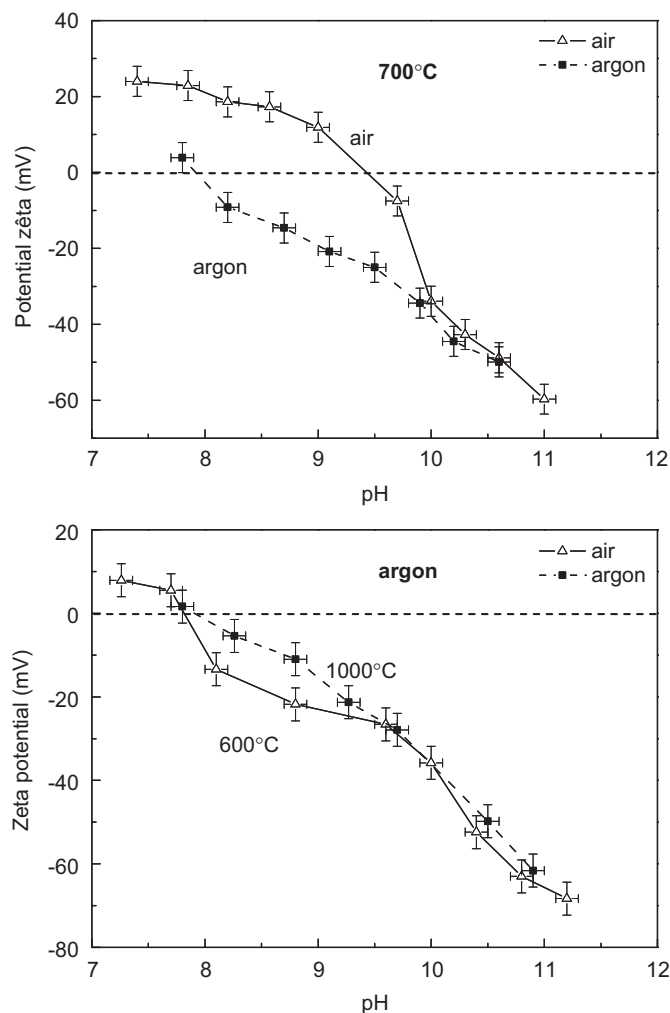 40
20
0
-20
-40
-60
Potential zêta (mV)
700°C
air
argon
air
argon
7 8 9 10 11 12
pH
20
0
-20
-40
-60
-80
Zeta potential (mV)
argon
air
argon
1000°C
600°C
7 8 9 10 11 12
pH